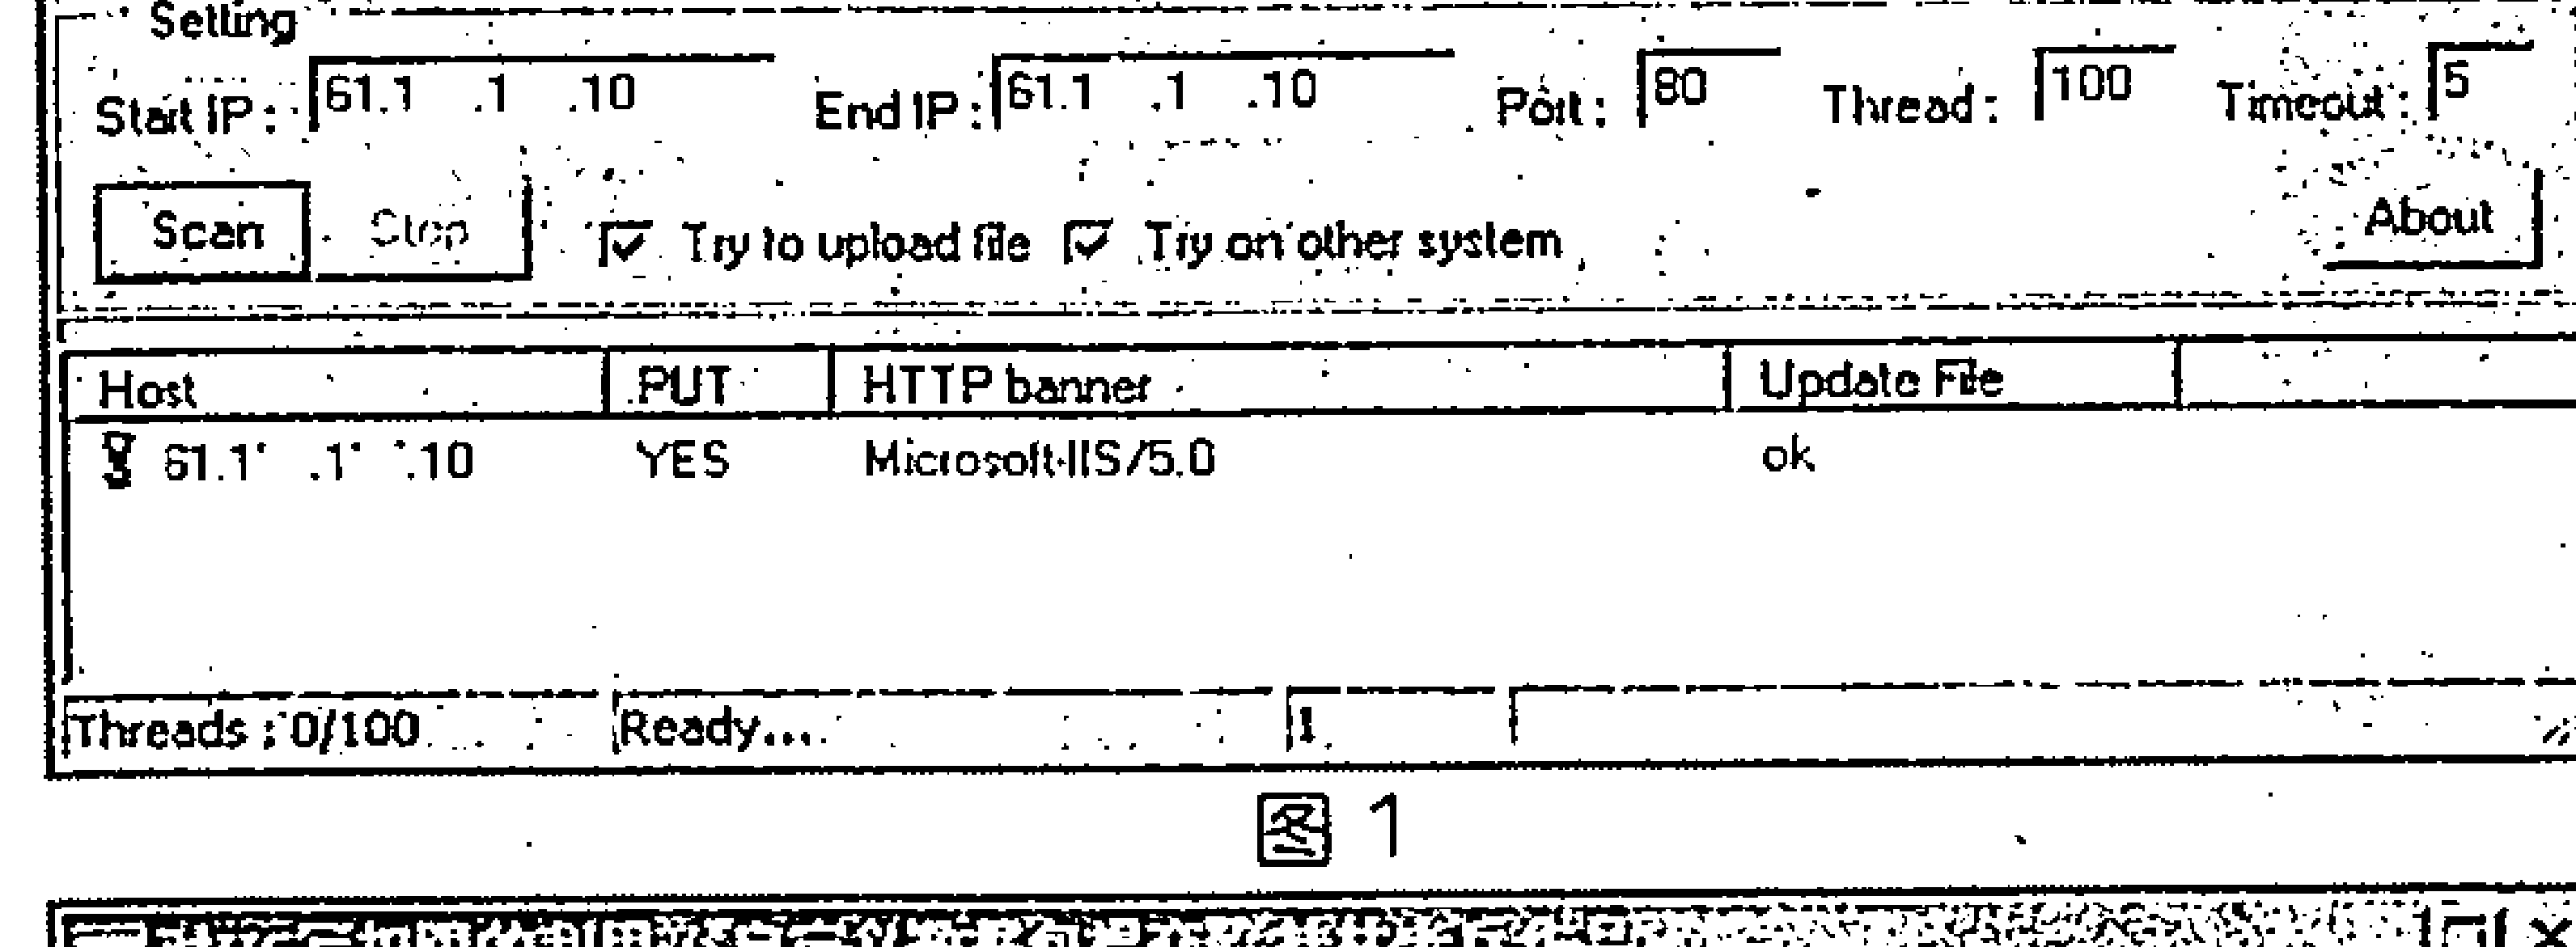 Setting
Start IP: 61.1 .1 .10 End IP: 61.1 .1 .10 Port: 80 Thread: 100 Timeout: 5
Scan Stop Try to upload file Try on other system About
Host PUT HTTP banner Update File
61.1 .1 .10 YES Microsoft-IIS/5.0 ok
Threads : 0/100 Ready... 1
图 1